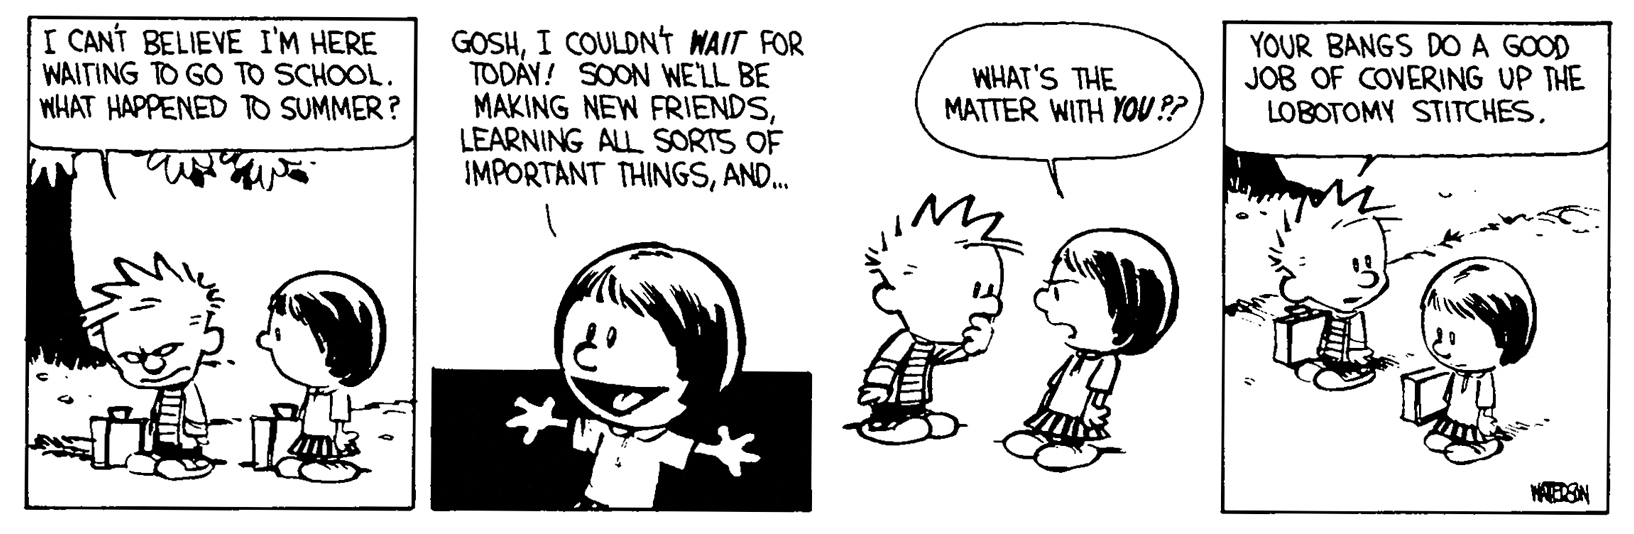 I CAN'T BELIEVE I'M HERE
WAITING TO GO TO SCHOOL.
WHAT HAPPENED TO SUMMER?
GOSH, I COULDN'T WAIT FOR
TODAY! SOON WE'LL BE
MAKING NEW FRIENDS,
LEARNING ALL SORTS OF
IMPORTANT THINGS, AND...
WHAT'S THE
MATTER WITH YOU??
YOUR BANGS DO A GOOD
JOB OF COVERING UP THE
LOBOTOMY STITCHES.
WATTERSON